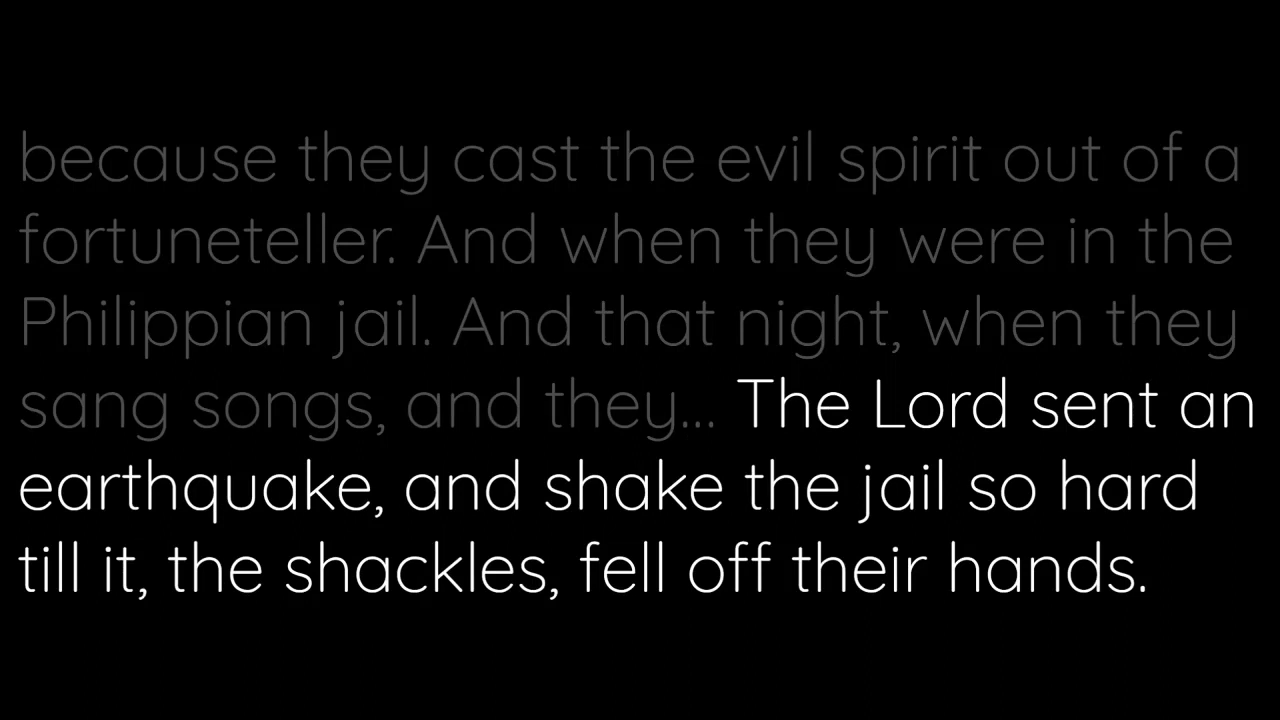 because they cast the evil spirit out of a
fortuneteller. And when they were in the
Philippian jail. And that night, when they
sang songs, and they... The Lord sent an
earthquake, and shake the jail so hard
till it, the shackles, fell off their hands.